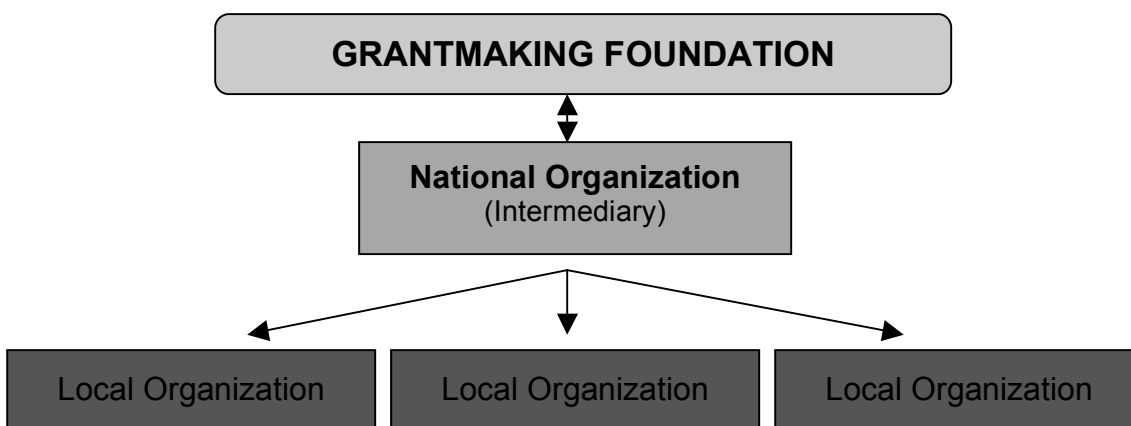 GRANTMAKING FOUNDATION
National Organization
(Intermediary)
Local Organization
Local Organization
Local Organization